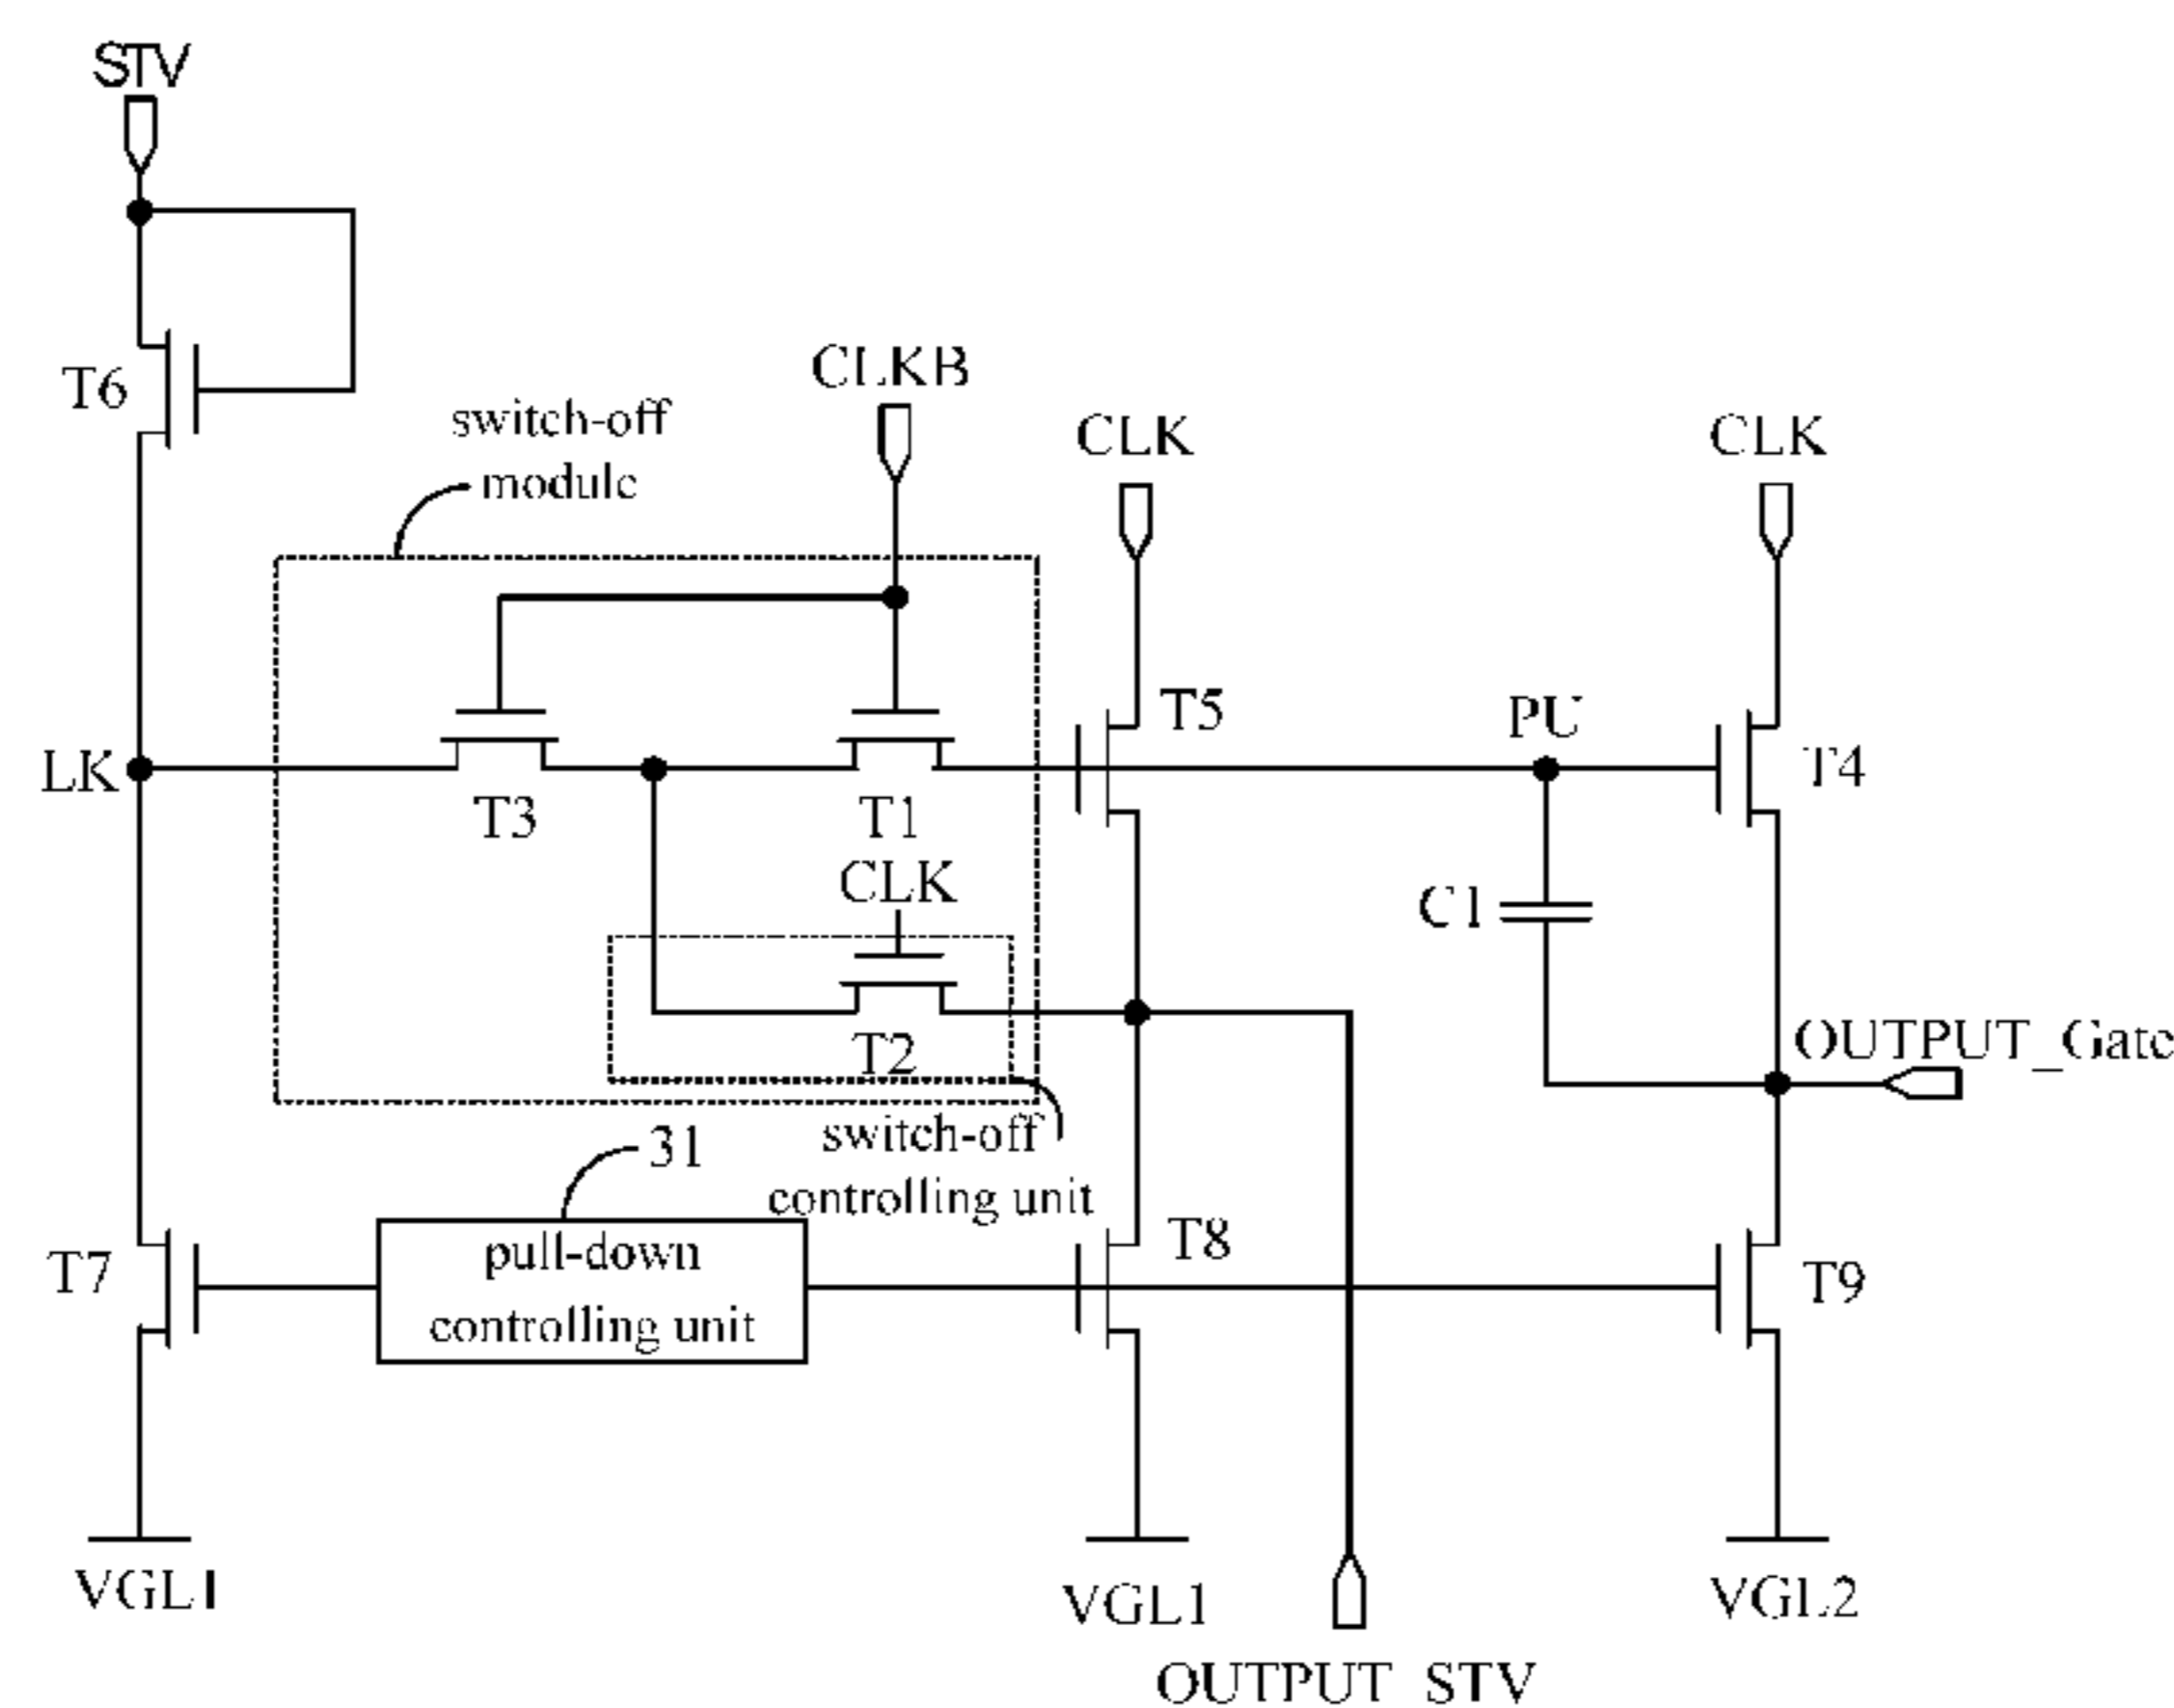 STV
T6
CLKB
switch-off
module
CLK
CLK
T5
PU
T4
LK
T3
T1
CLK
C1
T2
OUTPUT_Gate
switch-off
controlling unit
31
pull-down
controlling unit
T7
T8
T9
VGL1
VGL1
VGL2
OUTPUT_STV